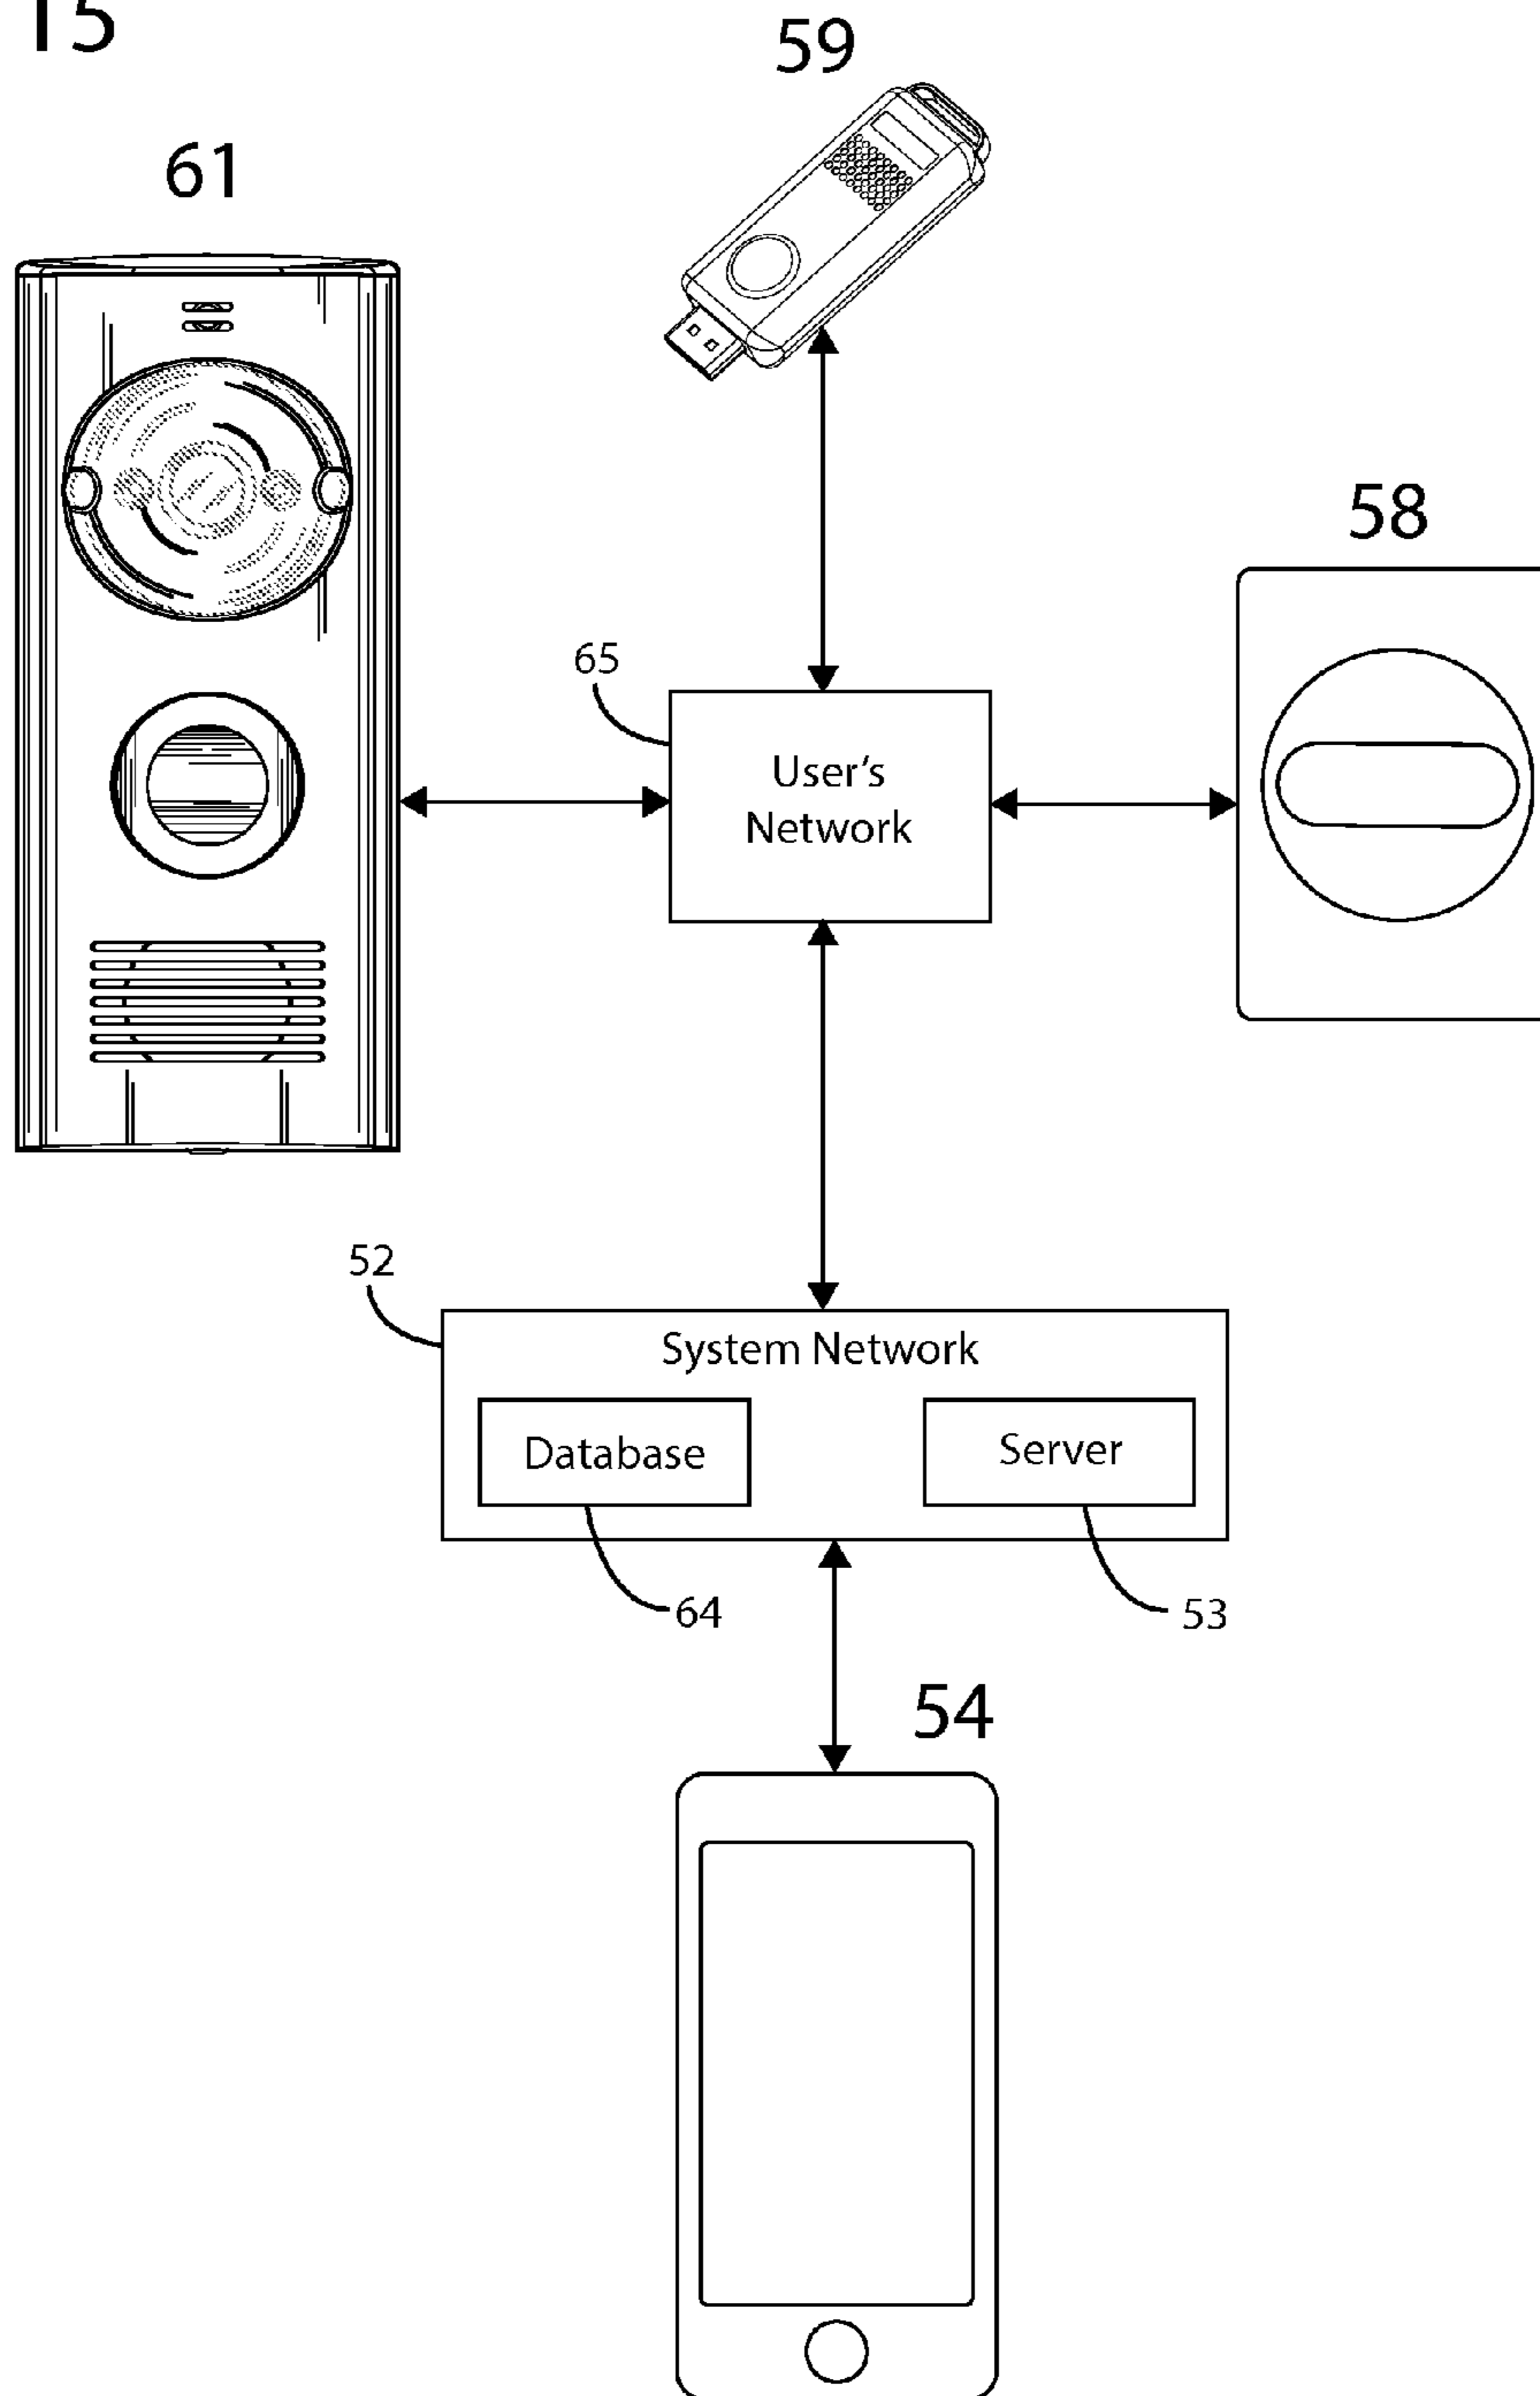 15
59
61
58
65
User's
Network
52
System Network
Database
Server
64
53
54